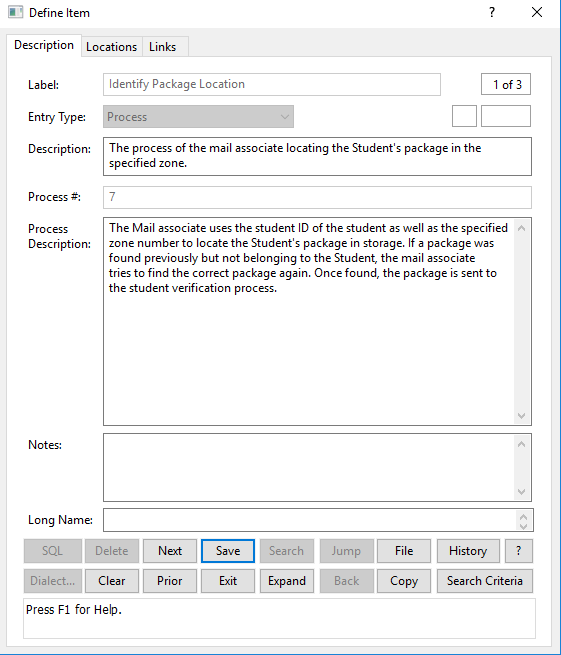 Define Item
?
Description Locations Links
Label: Identify Package Location 1 of 3
Entry Type: Process
Description: The process of the mail associate locating the Student's package in the
specified zone.
Process #: 7
Process
Description:
The Mail associate uses the student ID of the student as well as the specified
zone number to locate the Student's package in storage. If a package was
found previously but not belonging to the Student, the mail associate
tries to find the correct package again. Once found, the package is sent to
the student verification process.
Notes:
Long Name:
SQL Delete Next Save Search Jump File History ?
Dialect... Clear Prior Exit Expand Back Copy Search Criteria
Press F1 for Help.